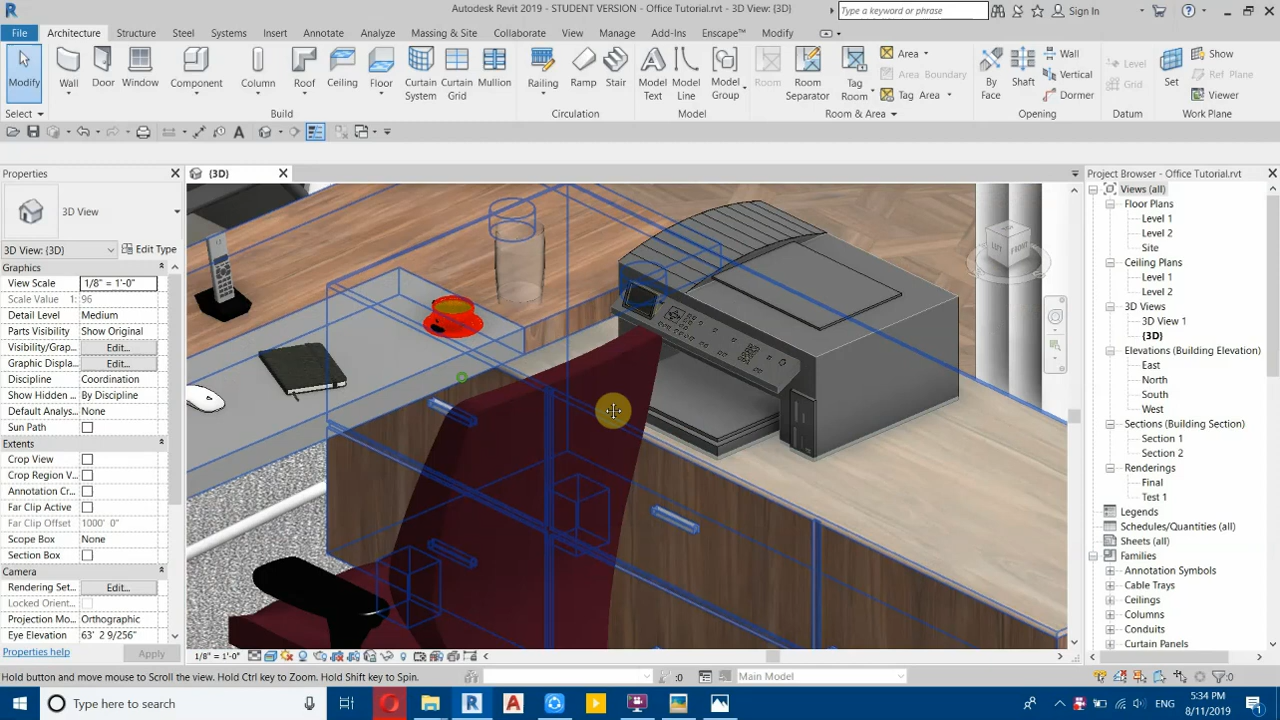 Autodesk Revit 2019 - STUDENT VERSION - Office Tutorial.rvt - 3D View: {3D}
Type a keyword or phrase
Sign In
File
Architecture
Structure
Steel
Systems
Insert
Annotate
Analyze
Massing & Site
Collaborate
View
Manage
Add-Ins
Enscape™
Modify
Modify
Wall
Door
Window
Component
Column
Roof
Ceiling
Floor
Curtain System
Curtain Grid
Mullion
Railing
Ramp
Stair
Model Text
Model Line
Model Group
Room
Room Separator
Tag Room
Area
Area Boundary
Tag Area
By Face
Shaft
Wall
Vertical
Dormer
Level
Grid
Set
Show
Ref Plane
Viewer
Select
Build
Circulation
Model
Room & Area
Opening
Datum
Work Plane
Properties
3D View
3D View: {3D}
Edit Type
Graphics
View Scale 1/8" = 1'-0"
Scale Value 1: 96
Detail Level Medium
Parts Visibility Show Original
Visibility/Grap... Edit...
Graphic Displa... Edit...
Discipline Coordination
Show Hidden ... By Discipline
Default Analys... None
Sun Path
Extents
Crop View
Crop Region V...
Annotation Cr...
Far Clip Active
Far Clip Offset 1000' 0"
Scope Box None
Section Box
Camera
Rendering Set... Edit...
Locked Orient...
Projection Mo... Orthographic
Eye Elevation 63' 2 9/256"
Properties help
Apply
{3D}
LEFT
FRONT
1/8" = 1'-0"
Project Browser - Office Tutorial.rvt
Views (all)
Floor Plans
Level 1
Level 2
Site
Ceiling Plans
Level 1
Level 2
3D Views
3D View 1
{3D}
Elevations (Building Elevation)
East
North
South
West
Sections (Building Section)
Section 1
Section 2
Renderings
Final
Test 1
Legends
Schedules/Quantities (all)
Sheets (all)
Families
Annotation Symbols
Cable Trays
Ceilings
Columns
Conduits
Curtain Panels
Hold button and move mouse to Scroll the view. Hold Ctrl key to Zoom. Hold Shift key to Spin.
:0
Main Model
:0
Type here to search
ENG
5:34 PM
8/11/2019